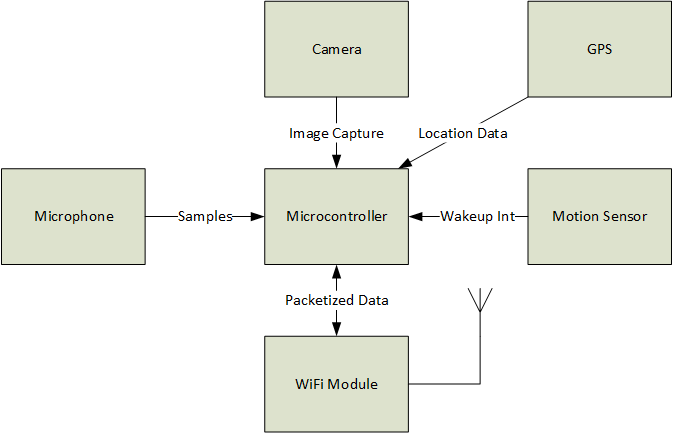 Camera
GPS
Image Capture
Location Data
Microphone
Samples
Microcontroller
Wakeup Int
Motion Sensor
Packetized Data
WiFi Module